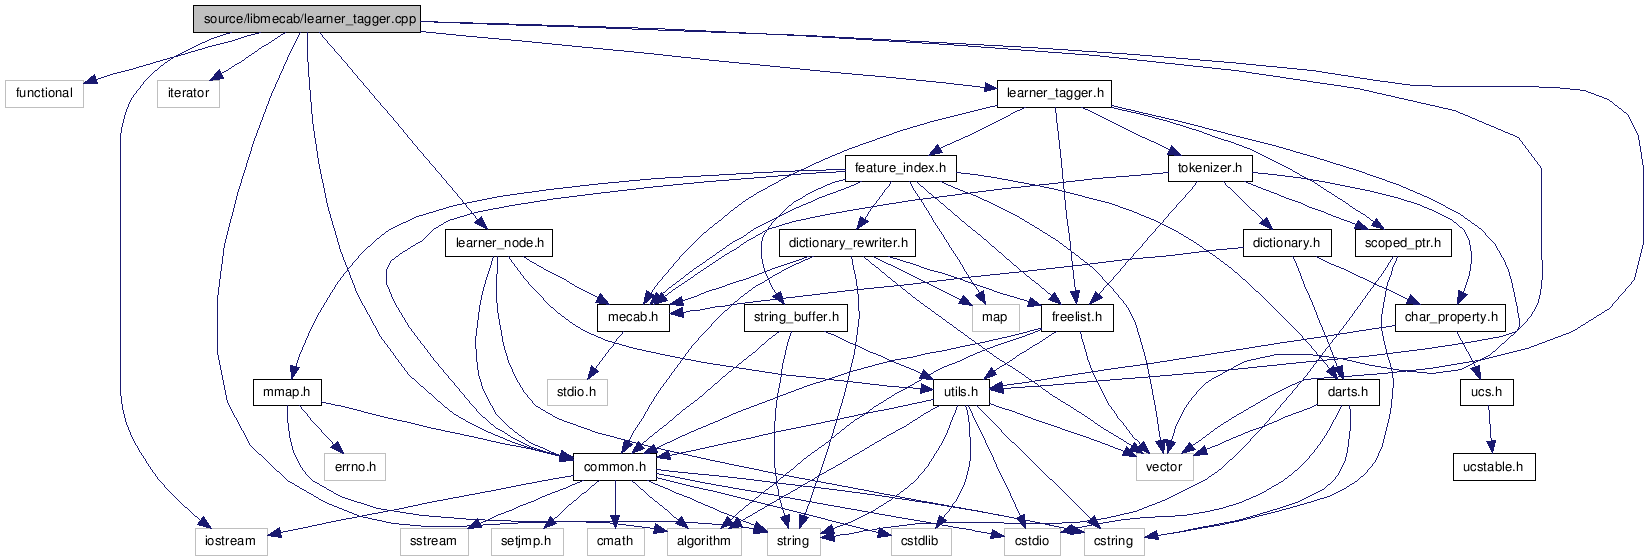 source/libmecab/learner_tagger.cpp
functional
iterator
learner_tagger.h
feature_index.h
tokenizer.h
learner_node.h
dictionary_rewriter.h
dictionary.h
scoped_ptr.h
mecab.h
string_buffer.h
map
freelist.h
char_property.h
mmap.h
stdio.h
utils.h
darts.h
ucs.h
errno.h
common.h
vector
ucstable.h
iostream
sstream
setjmp.h
cmath
algorithm
string
cstdlib
cstdio
cstring